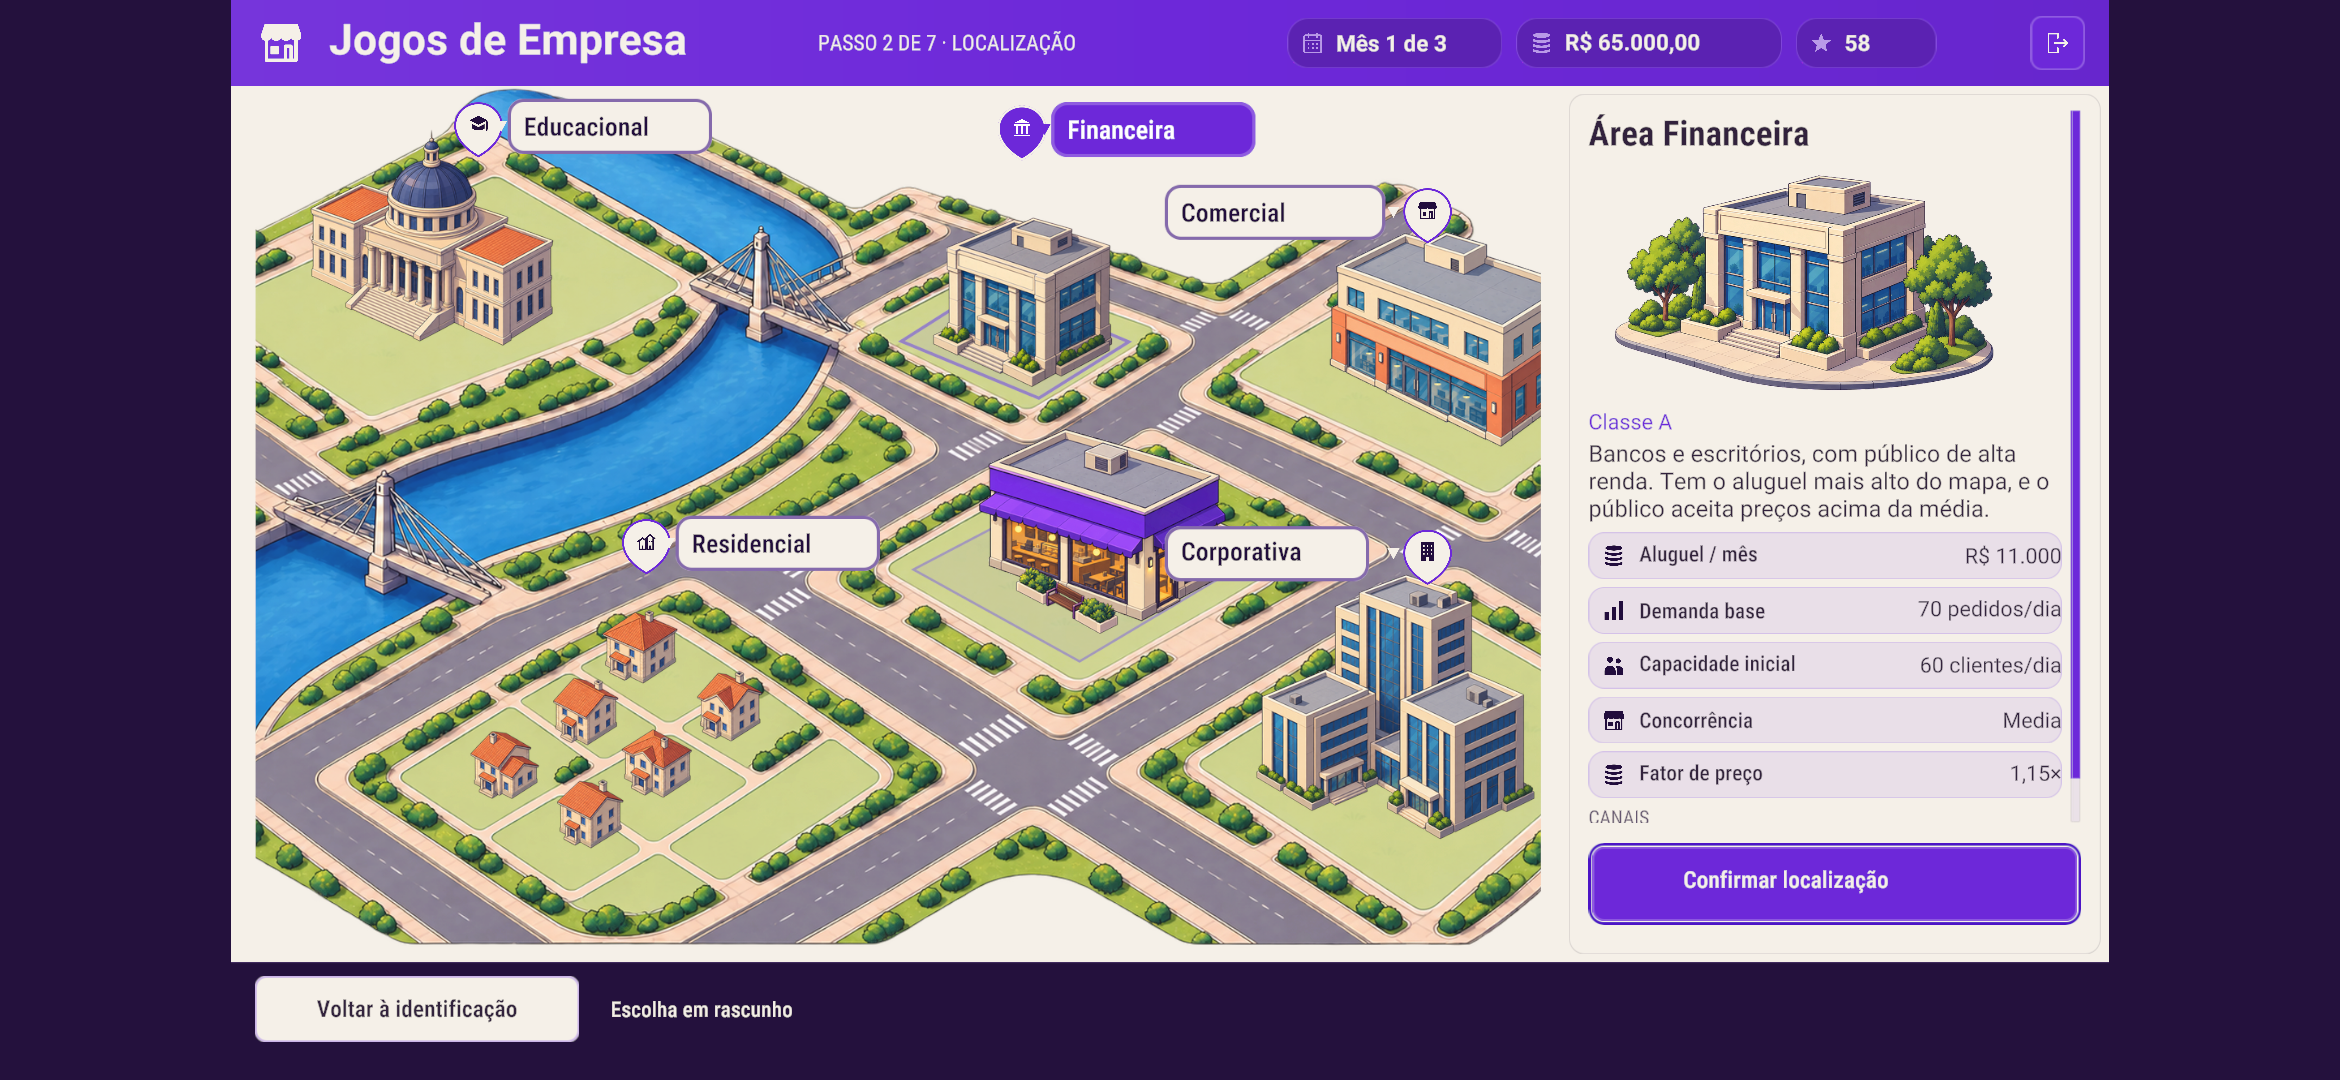 Jogos de Empresa
PASSO 2 DE 7 · LOCALIZAÇÃO
Mês 1 de 3
R$ 65.000,00
58
Educacional
Financeira
Comercial
Residencial
Corporativa
Área Financeira
Classe A
Bancos e escritórios, com público de alta
renda. Tem o aluguel mais alto do mapa, e o
público aceita preços acima da média.
Aluguel / mês R$ 11.000
Demanda base 70 pedidos/dia
Capacidade inicial 60 clientes/dia
Concorrência Media
Fator de preço 1,15×
CANAIS
Confirmar localização
Voltar à identificação
Escolha em rascunho